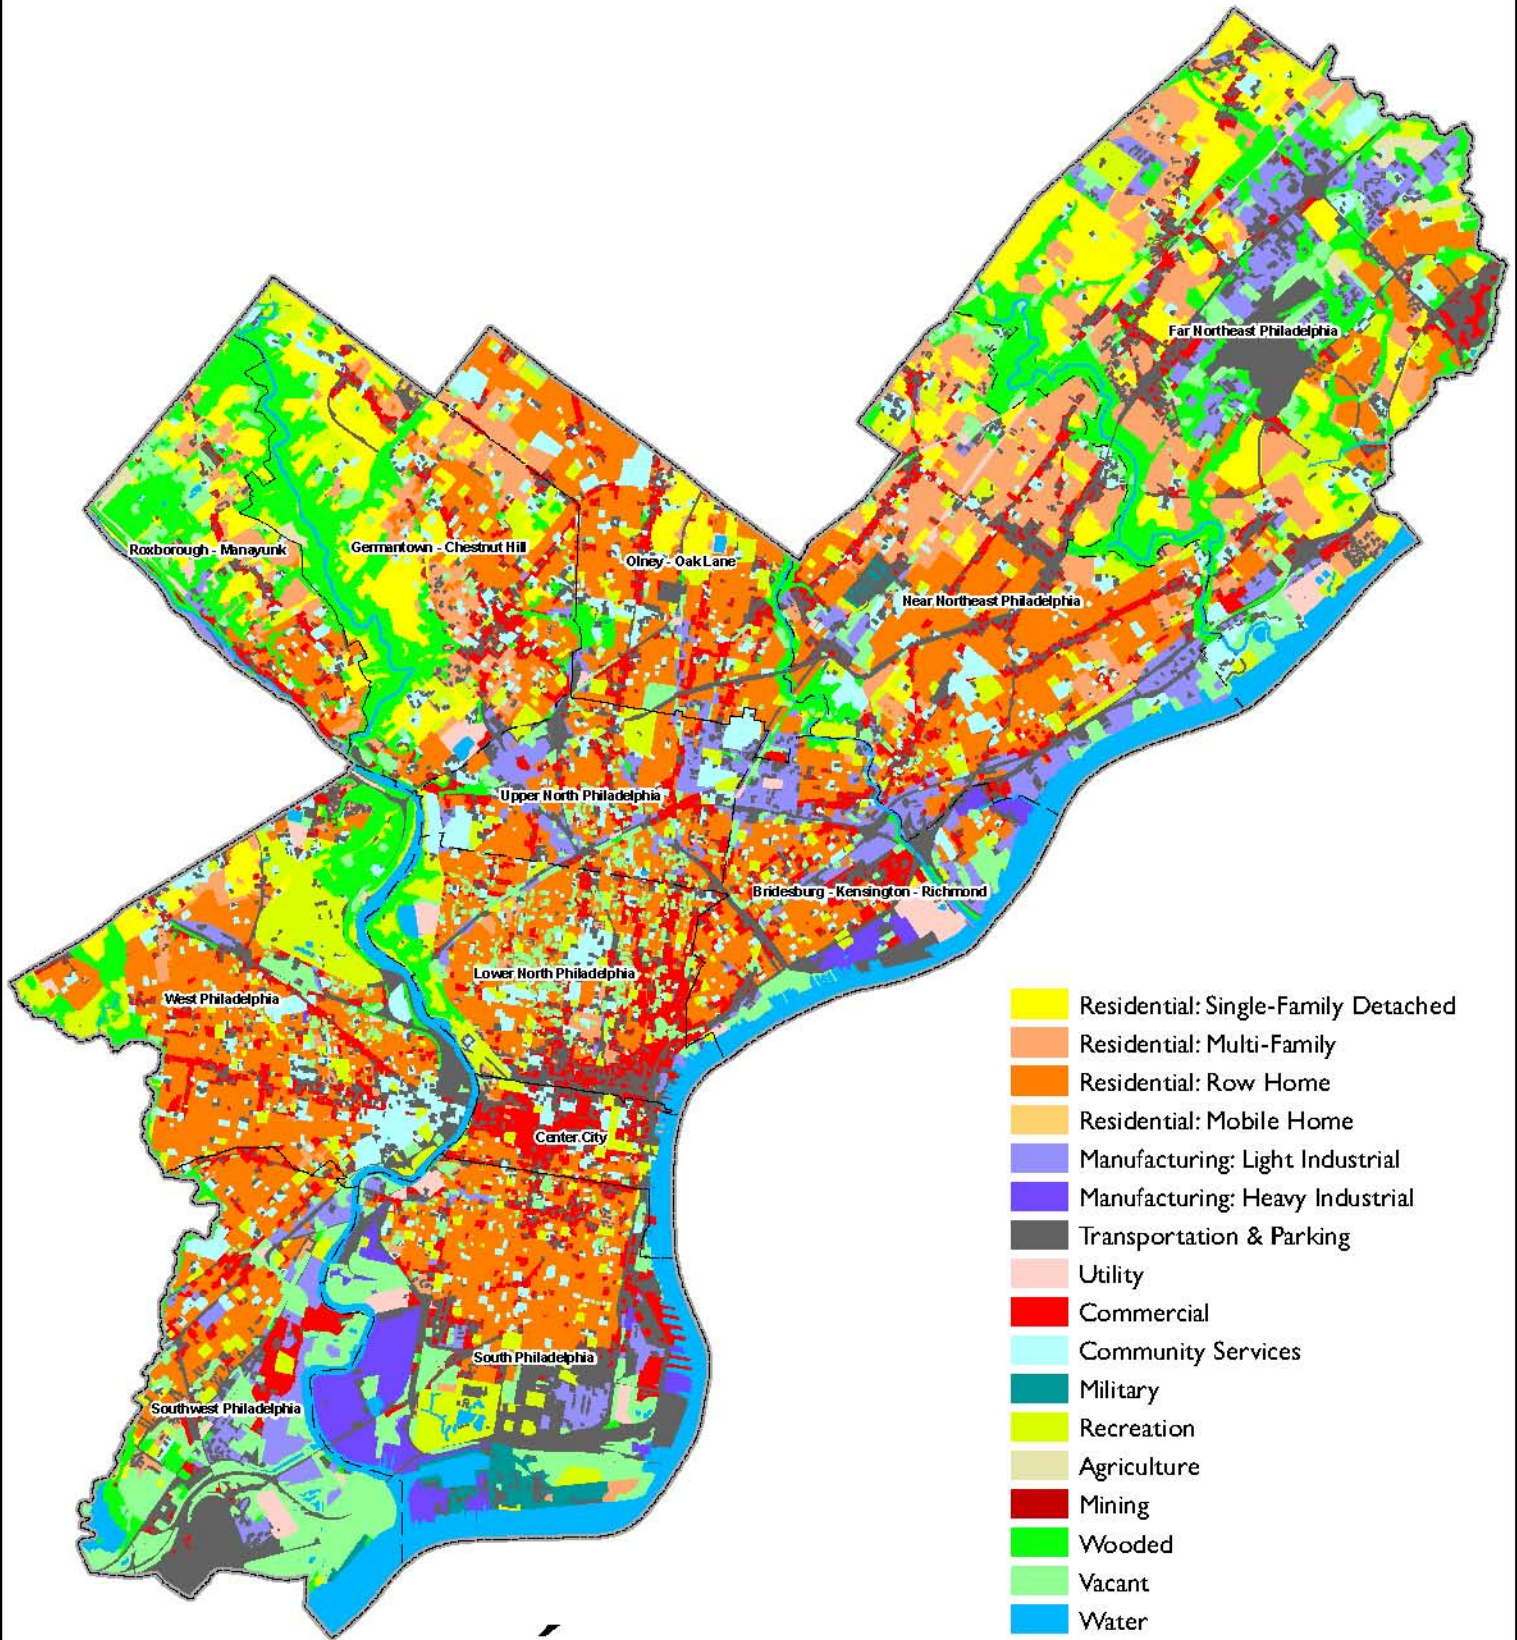 Far Northeast Philadelphia
Roxborough - Manayunk
Germantown - Chestnut Hill
Olney - Oak Lane
Near Northeast Philadelphia
Upper North Philadelphia
Bridesburg - Kensington - Richmond
Lower North Philadelphia
West Philadelphia
Center City
South Philadelphia
Southwest Philadelphia
Residential: Single-Family Detached
Residential: Multi-Family
Residential: Row Home
Residential: Mobile Home
Manufacturing: Light Industrial
Manufacturing: Heavy Industrial
Transportation & Parking
Utility
Commercial
Community Services
Military
Recreation
Agriculture
Mining
Wooded
Vacant
Water